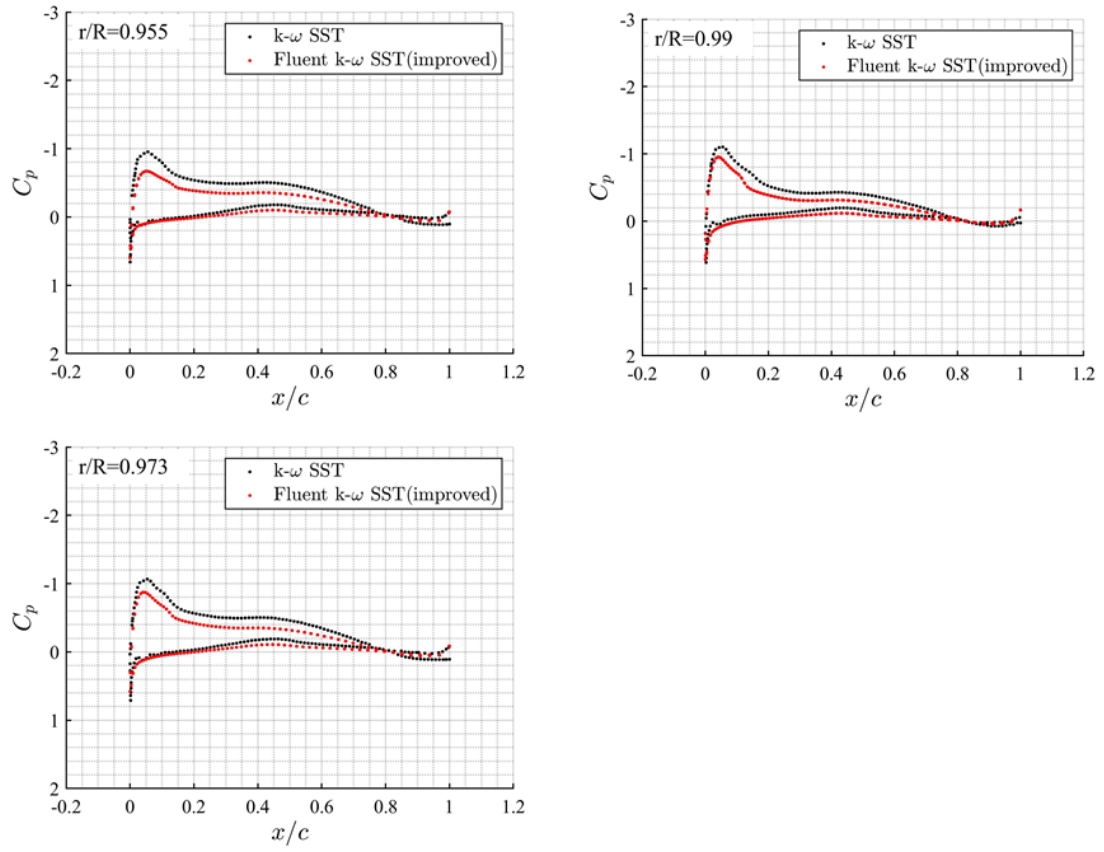 r/R=0.955
k-ω SST
Fluent k-ω SST(improved)
-3
-2
-1
0
1
2
C_p
-0.2 0 0.2 0.4 0.6 0.8 1 1.2
x/c
r/R=0.99
k-ω SST
Fluent k-ω SST(improved)
-3
-2
-1
0
1
2
C_p
-0.2 0 0.2 0.4 0.6 0.8 1 1.2
x/c
r/R=0.973
k-ω SST
Fluent k-ω SST(improved)
-3
-2
-1
0
1
2
C_p
-0.2 0 0.2 0.4 0.6 0.8 1 1.2
x/c